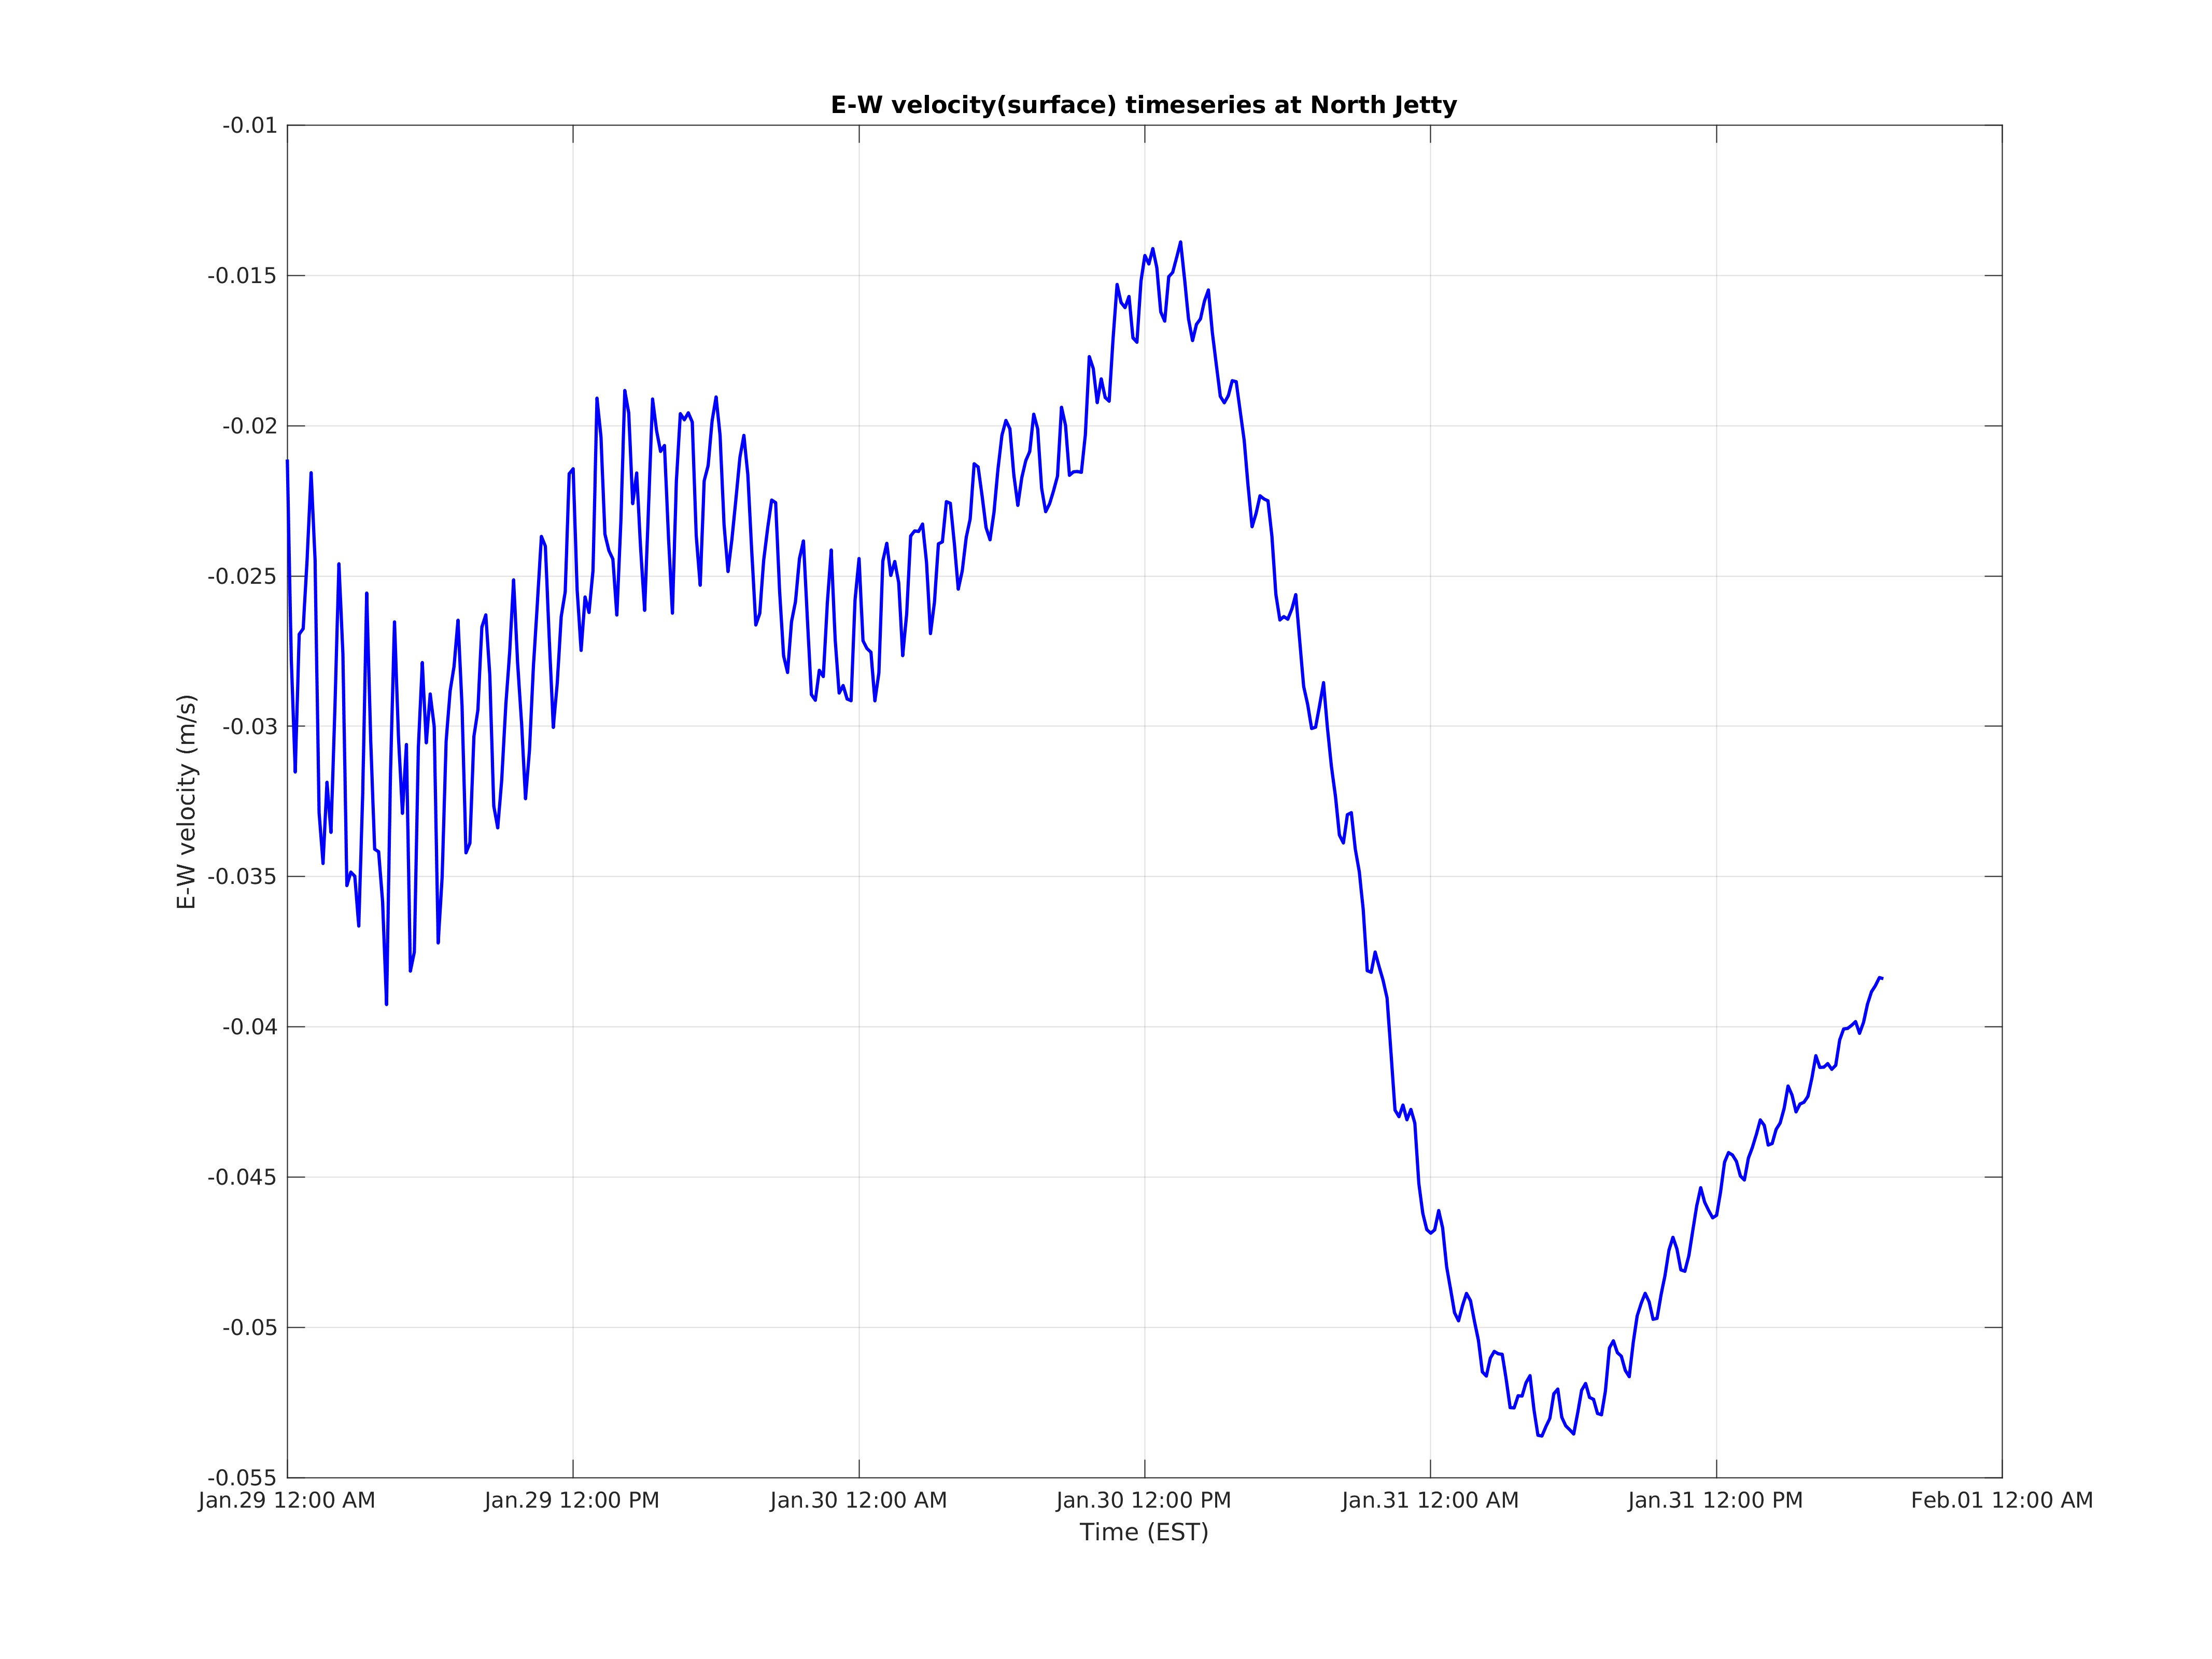 E-W velocity(surface) timeseries at North Jetty
-0.01
-0.015
-0.02
-0.025
-0.03
-0.035
-0.04
-0.045
-0.05
-0.055
E-W velocity (m/s)
Jan.29 12:00 AM
Jan.29 12:00 PM
Jan.30 12:00 AM
Jan.30 12:00 PM
Jan.31 12:00 AM
Jan.31 12:00 PM
Feb.01 12:00 AM
Time (EST)